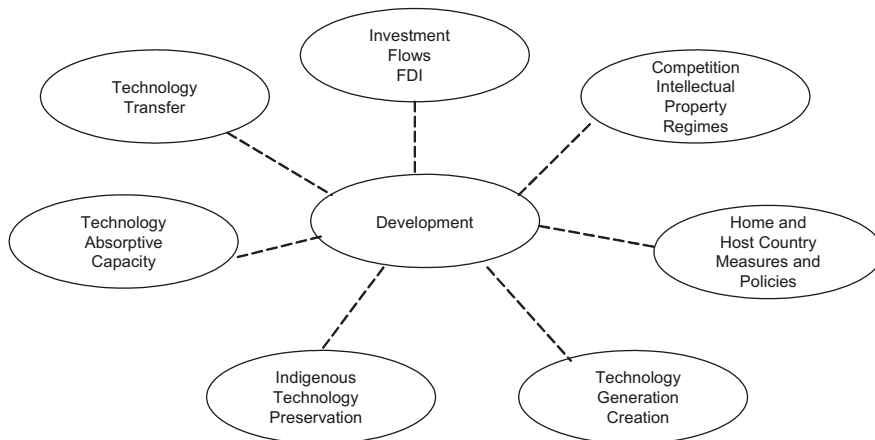 Investment
Flows
FDI
Technology
Transfer
Competition
Intellectual
Property
Regimes
Technology
Absorptive
Capacity
Development
Home and
Host Country
Measures and
Policies
Indigenous
Technology
Preservation
Technology
Generation
Creation